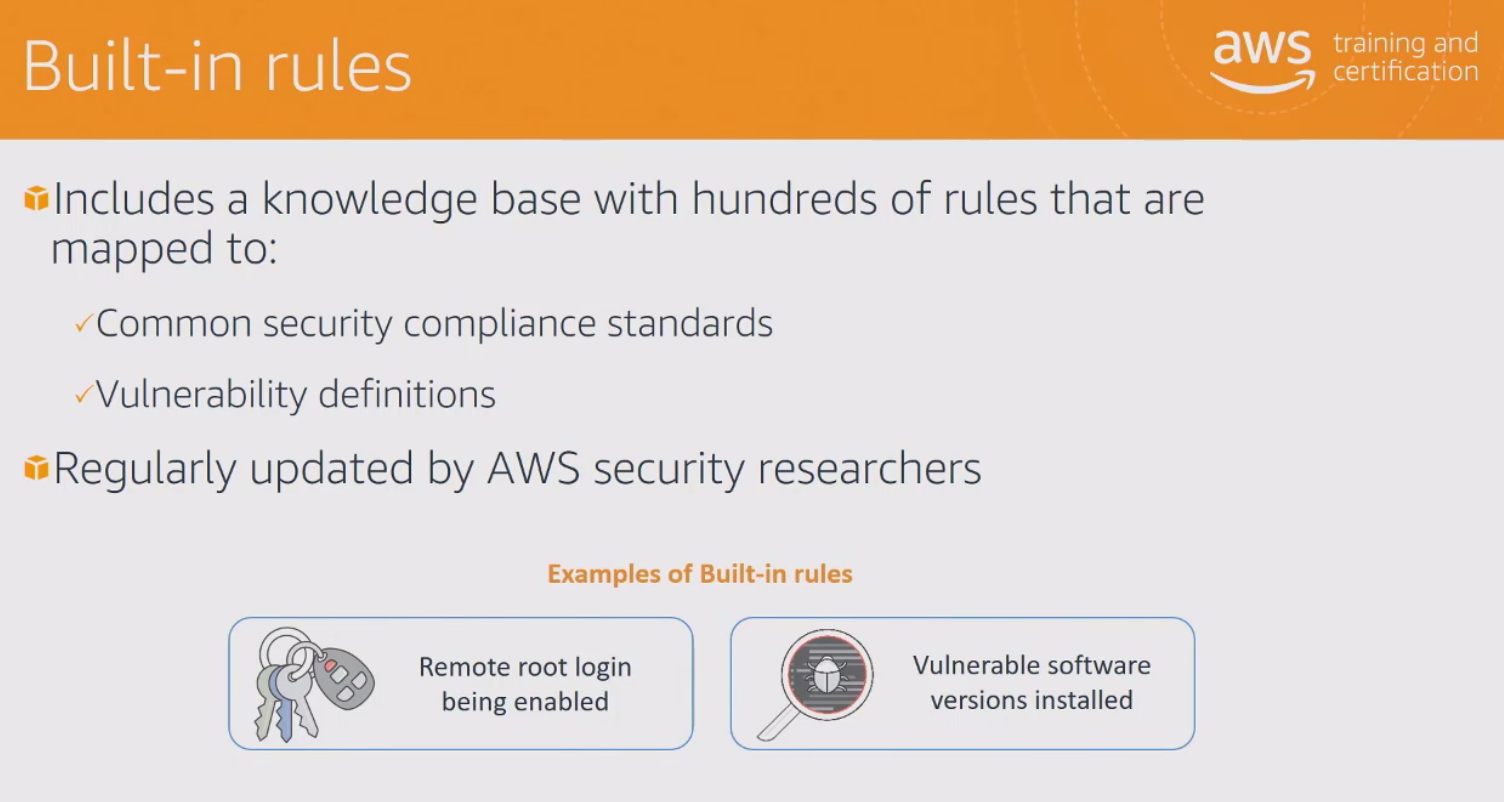 Built-in rules
aws training and
certification
Includes a knowledge base with hundreds of rules that are
mapped to:
✓Common security compliance standards
✓Vulnerability definitions
Regularly updated by AWS security researchers
Examples of Built-in rules
Remote root login
being enabled
Vulnerable software
versions installed